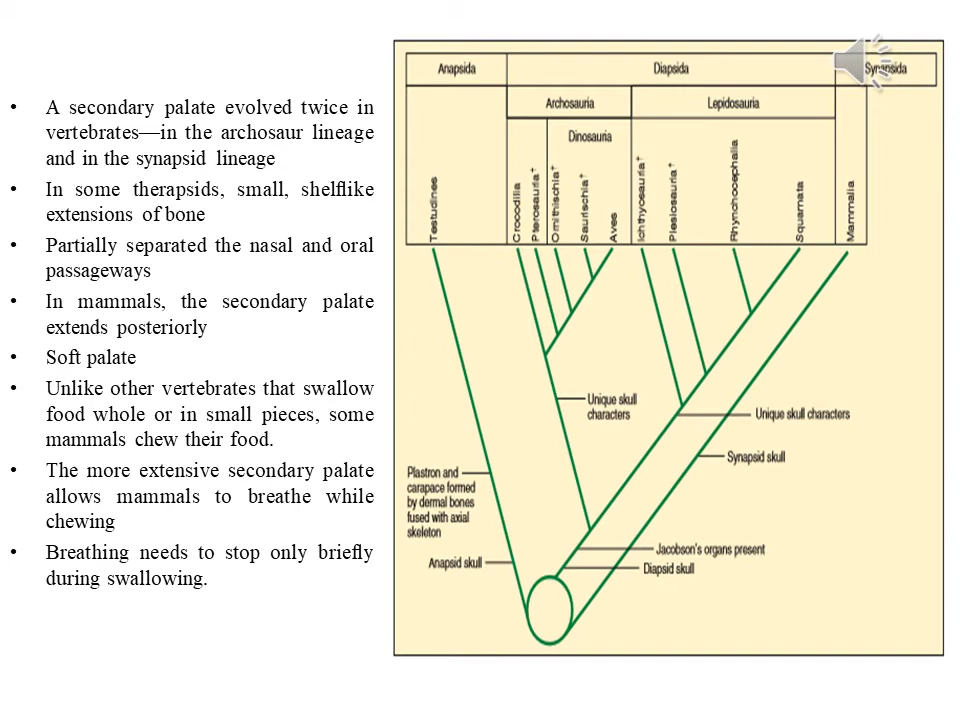 • A secondary palate evolved twice in
vertebrates—in the archosaur lineage
and in the synapsid lineage
• In some therapsids, small, shelflike
extensions of bone
• Partially separated the nasal and oral
passageways
• In mammals, the secondary palate
extends posteriorly
• Soft palate
• Unlike other vertebrates that swallow
food whole or in small pieces, some
mammals chew their food.
• The more extensive secondary palate
allows mammals to breathe while
chewing
• Breathing needs to stop only briefly
during swallowing.
Anapsida
Diapsida
Synapsida
Archosauria
Lepidosauria
Dinosauria
Testudines
Crocodilia
Pterosauria†
Ornithischia†
Saurischia†
Aves
Ichthyosauria†
Plesiosauria†
Rhynchocephalia
Squamata
Mammalia
Unique skull
characters
Unique skull characters
Synapsid skull
Plastron and
carapace formed
by dermal bones
fused with axial
skeleton
Jacobson's organs present
Anapsid skull
Diapsid skull